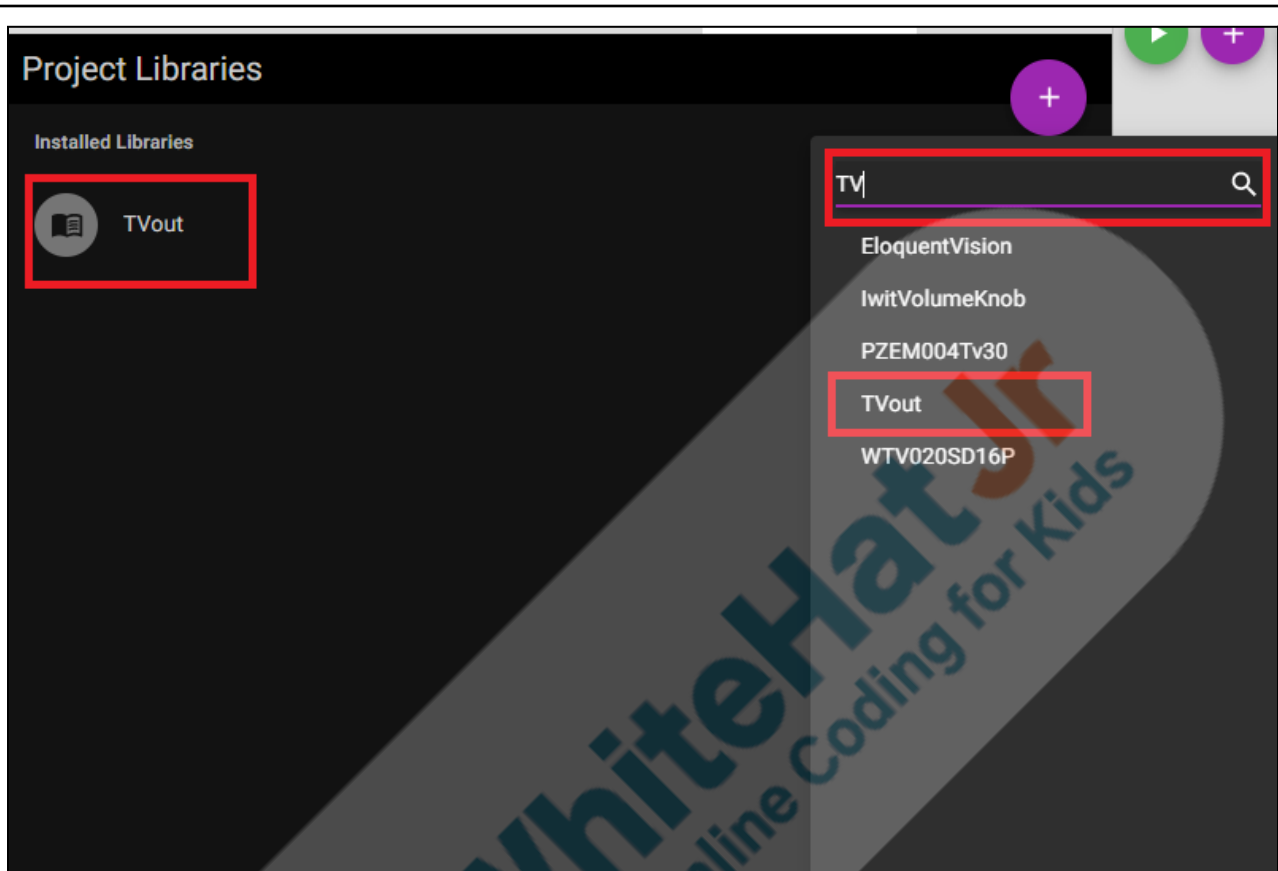 Project Libraries
Installed Libraries
TVout
TV
EloquentVision
IwitVolumeKnob
PZEM004Tv30
TVout
WTV020SD16P
WhiteHat Jr
Online Coding for Kids